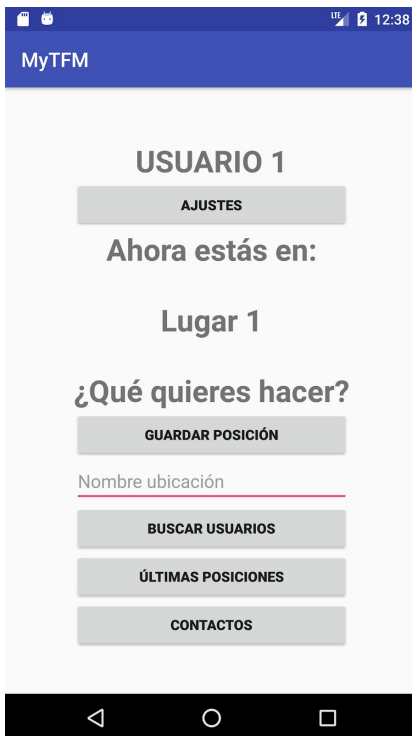 LTE 12:38
MyTFM
USUARIO 1
AJUSTES
Ahora estás en:
Lugar 1
¿Qué quieres hacer?
GUARDAR POSICIÓN
Nombre ubicación
BUSCAR USUARIOS
ÚLTIMAS POSICIONES
CONTACTOS